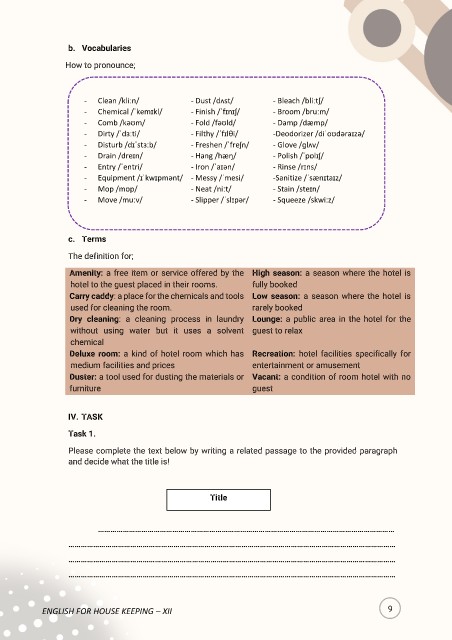 b. Vocabularies
How to pronounce;
- Clean /kliːn/ - Dust /dʌst/ - Bleach /bliːtʃ/
- Chemical /ˈkemɪkl/ - Finish /ˈfɪnɪʃ/ - Broom /bruːm/
- Comb /kəʊm/ - Fold /fəʊld/ - Damp /dæmp/
- Dirty /ˈdɜːti/ - Filthy /ˈfɪlθi/ -Deodorizer /diˈoʊdəraɪzə/
- Disturb /dɪˈstɜːb/ - Freshen /ˈfreʃn/ - Glove /ɡlʌv/
- Drain /dreɪn/ - Hang /hæŋ/ - Polish /ˈpɒlɪʃ/
- Entry /ˈentri/ - Iron /ˈaɪən/ - Rinse /rɪns/
- Equipment /ɪˈkwɪpmənt/ - Messy /ˈmesi/ -Sanitize /ˈsænɪtaɪz/
- Mop /mɒp/ - Neat /niːt/ - Stain /steɪn/
- Move /muːv/ - Slipper /ˈslɪpər/ - Squeeze /skwiːz/
c. Terms
The definition for;
Amenity: a free item or service offered by the
hotel to the guest placed in their rooms.
Carry caddy: a place for the chemicals and tools
used for cleaning the room.
Dry cleaning: a cleaning process in laundry
without using water but it uses a solvent
chemical
Deluxe room: a kind of hotel room which has
medium facilities and prices
Duster: a tool used for dusting the materials or
furniture
High season: a season where the hotel is
fully booked
Low season: a season where the hotel is
rarely booked
Lounge: a public area in the hotel for the
guest to relax
Recreation: hotel facilities specifically for
entertainment or amusement
Vacant: a condition of room hotel with no
guest
IV. TASK
Task 1.
Please complete the text below by writing a related passage to the provided paragraph
and decide what the title is!
Title
ENGLISH FOR HOUSE KEEPING – XII
9